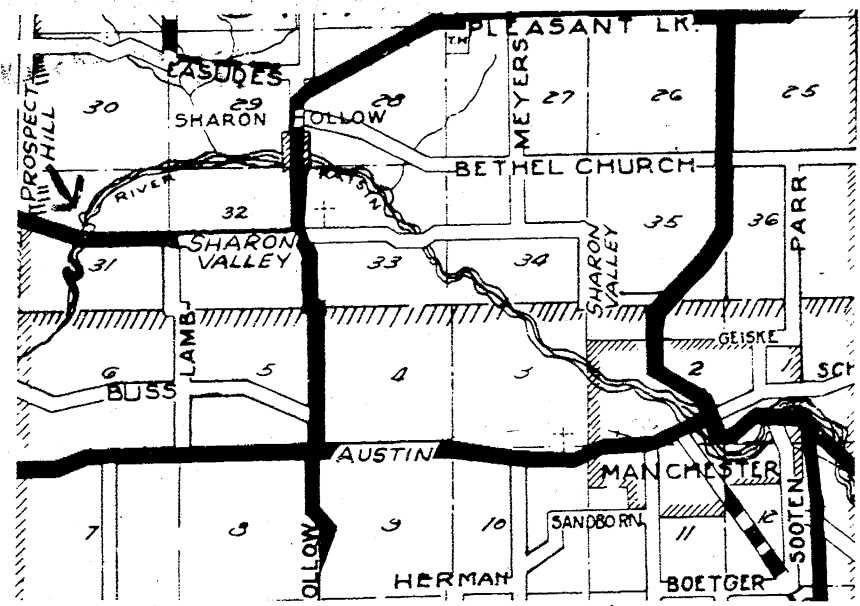 PLEASANT LK.
T.H.
EASUDES
MEYERS
30
29
28
27
26
25
SHARON
OLLOW
PROSPECT
HILL
BETHEL CHURCH
RIVER
RAISIN
PARR
32
35
36
SHARON
VALLEY
31
33
34
SHARON
VALLEY
LAMB
GEISKE
6
5
4
3
2
1
SCH
BUSS
AUSTIN
MANCHESTER
7
8
9
10
SANDBORN
11
12
SOOTEN
OLLOW
HERMAN
BOETGER